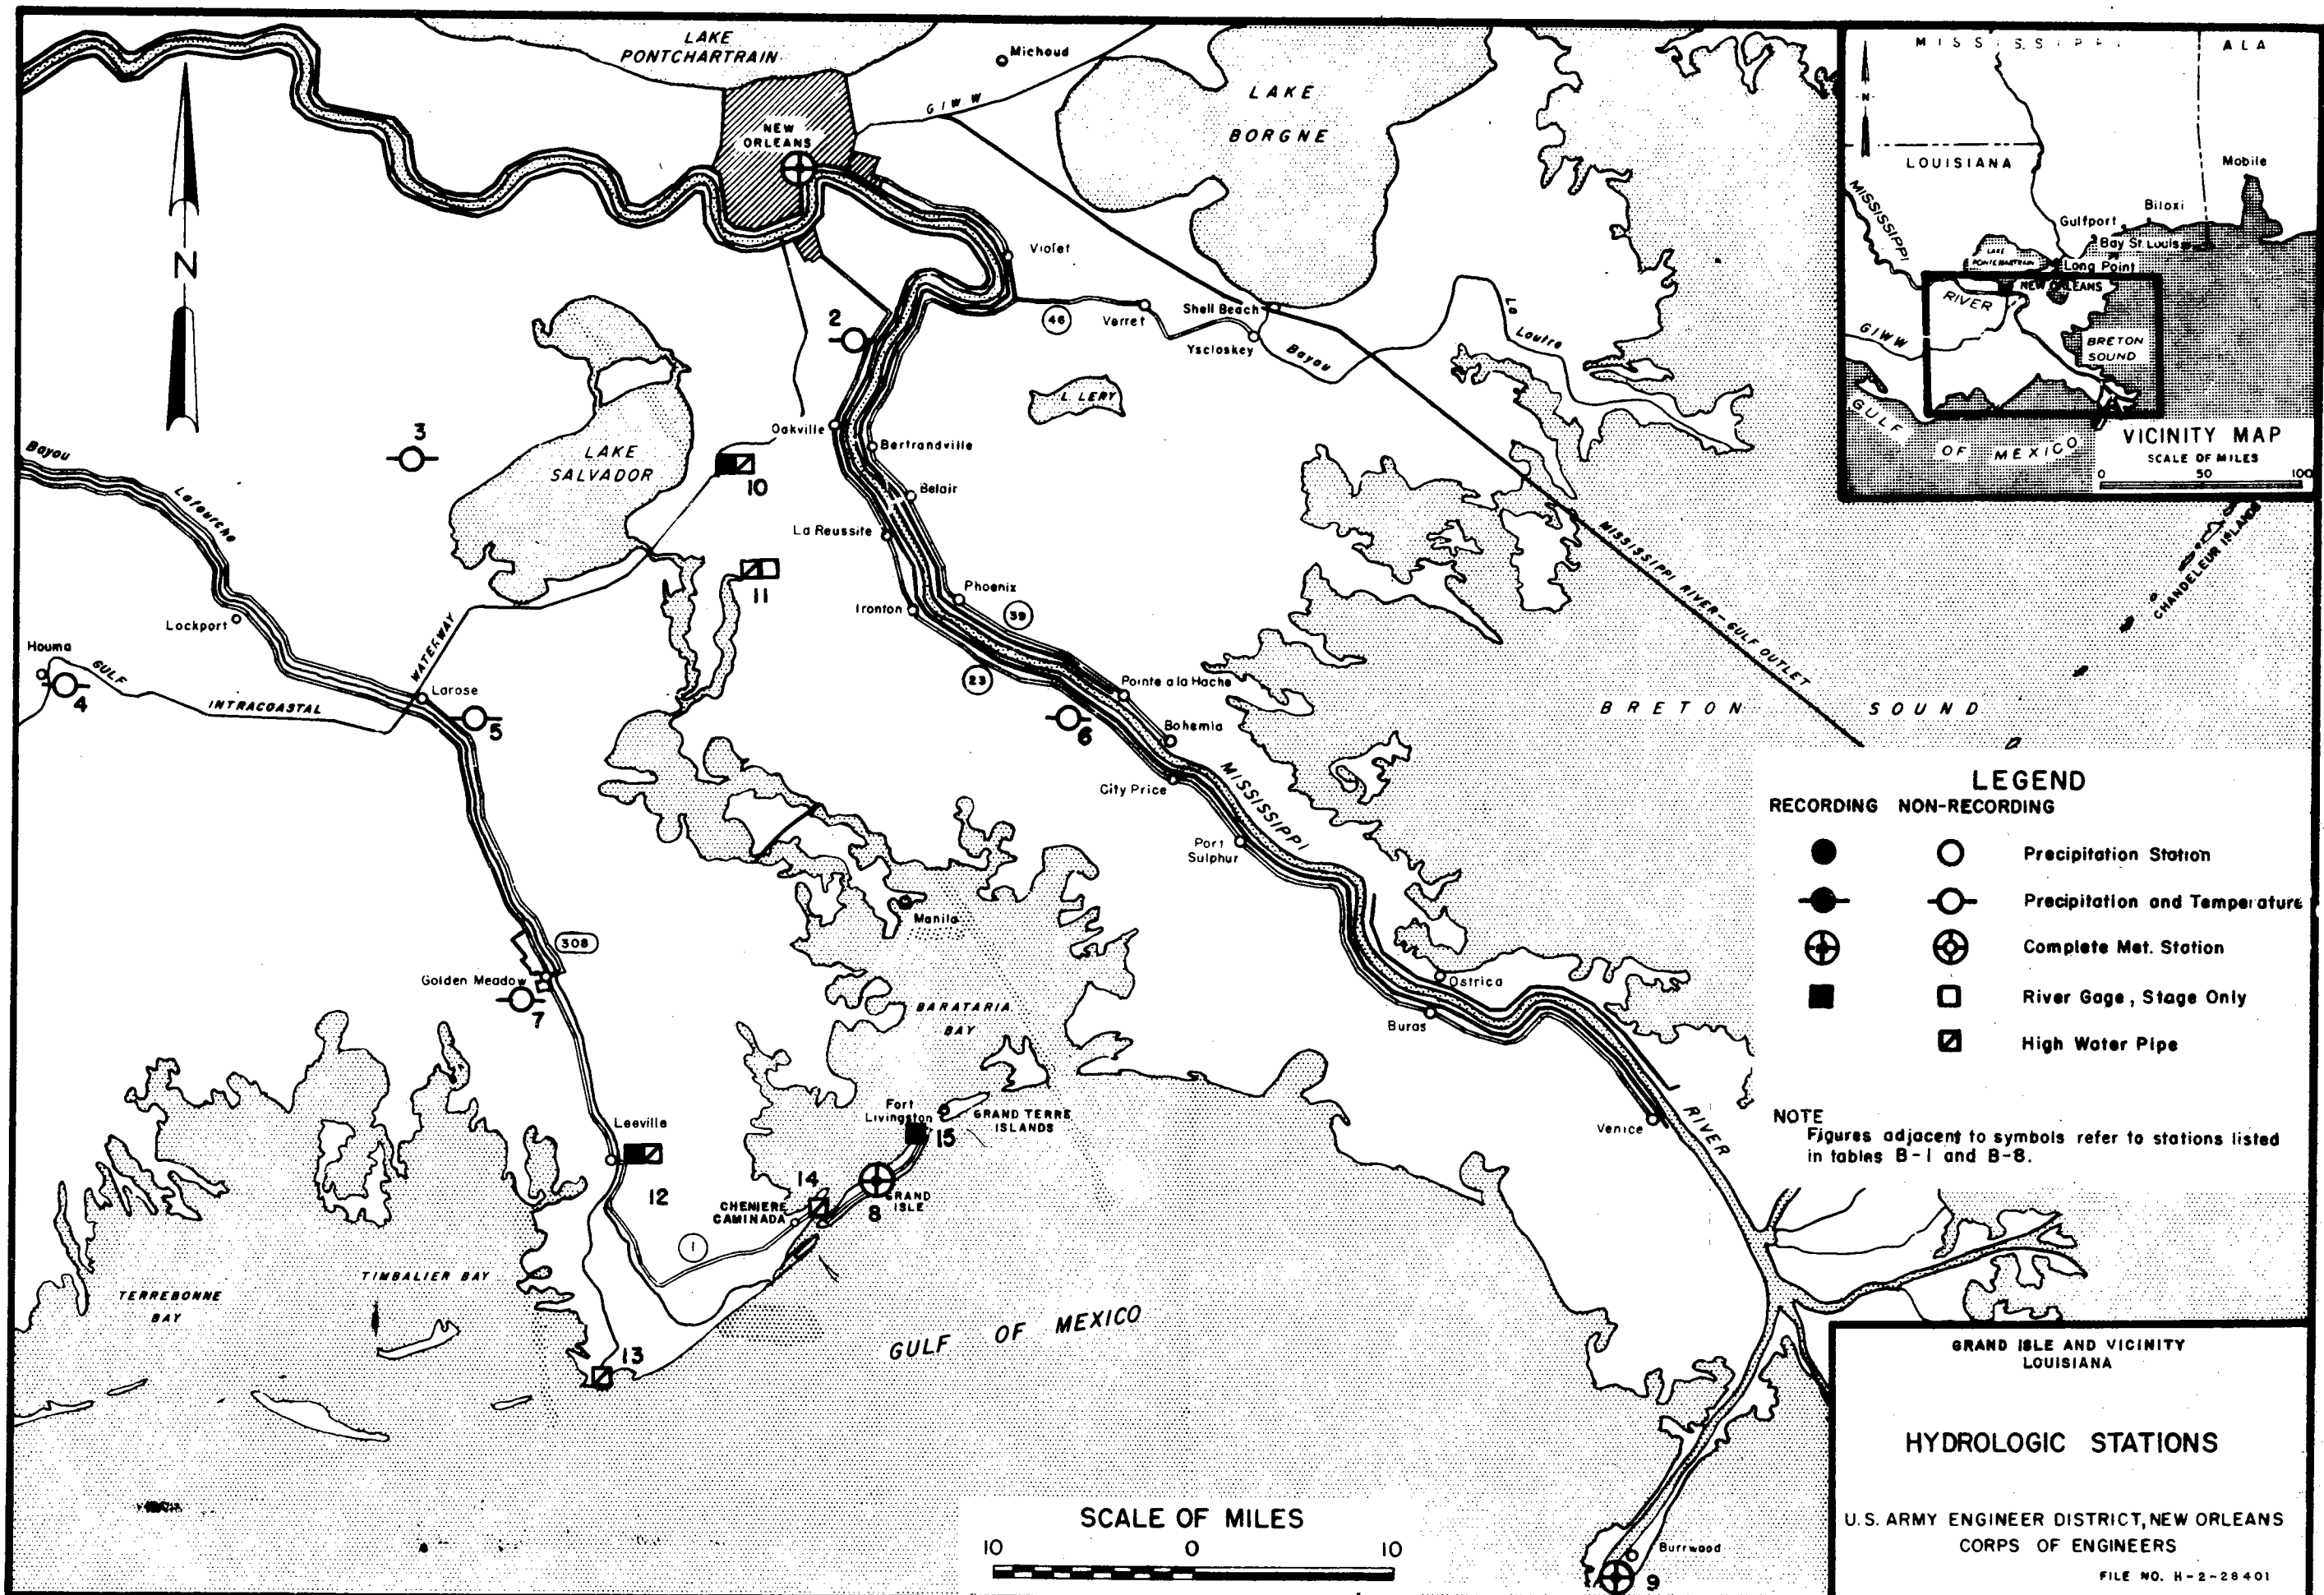 LAKE
PONTCHARTRAIN
Michaud
G I W W
LAKE
BORGNE
NEW
ORLEANS
N
Violet
2
46
Verret
Shell Beach
Yscloskey
Bayou
La
Loutre
L. LERY
3
Bayou
Lafourche
LAKE
SALVADOR
Oakville
Bertrandville
10
Belair
La Reussite
11
Phoenix
Ironton
39
23
Lockport
Houma
4
GULF
INTRACOASTAL
WATERWAY
Larose
5
Pointe a la Hache
6
Bohemia
City Price
MISSISSIPPI
Port
Sulphur
MISSISSIPPI RIVER-GULF OUTLET
CHANDELEUR ISLANDS
BRETON SOUND
Manila
308
Golden Meadow
7
BARATARIA
BAY
Ostrica
Buras
Venice
RIVER
Leeville
12
Fort
Livingston
15
GRAND TERRE
ISLANDS
14
CHENIERE
CAMINADA
8
GRAND
ISLE
1
TERREBONNE
BAY
TIMBALIER BAY
13
GULF OF MEXICO
Burrwood
9
SCALE OF MILES
10 0 10
MISSISSIPPI
ALA
N
LOUISIANA
Mobile
MISSISSIPPI
Biloxi
Gulfport
Bay St. Louis
LAKE
PONTCHARTRAIN
Long Point
NEW ORLEANS
RIVER
GIWW
BRETON
SOUND
GULF
OF MEXICO
VICINITY MAP
SCALE OF MILES
0 50 100
LEGEND
RECORDING NON-RECORDING
Precipitation Station
Precipitation and Temperature
Complete Met. Station
River Gage, Stage Only
High Water Pipe
NOTE
Figures adjacent to symbols refer to stations listed
in tables B-1 and B-8.
GRAND ISLE AND VICINITY
LOUISIANA
HYDROLOGIC STATIONS
U.S. ARMY ENGINEER DISTRICT, NEW ORLEANS
CORPS OF ENGINEERS
FILE NO. H-2-28401